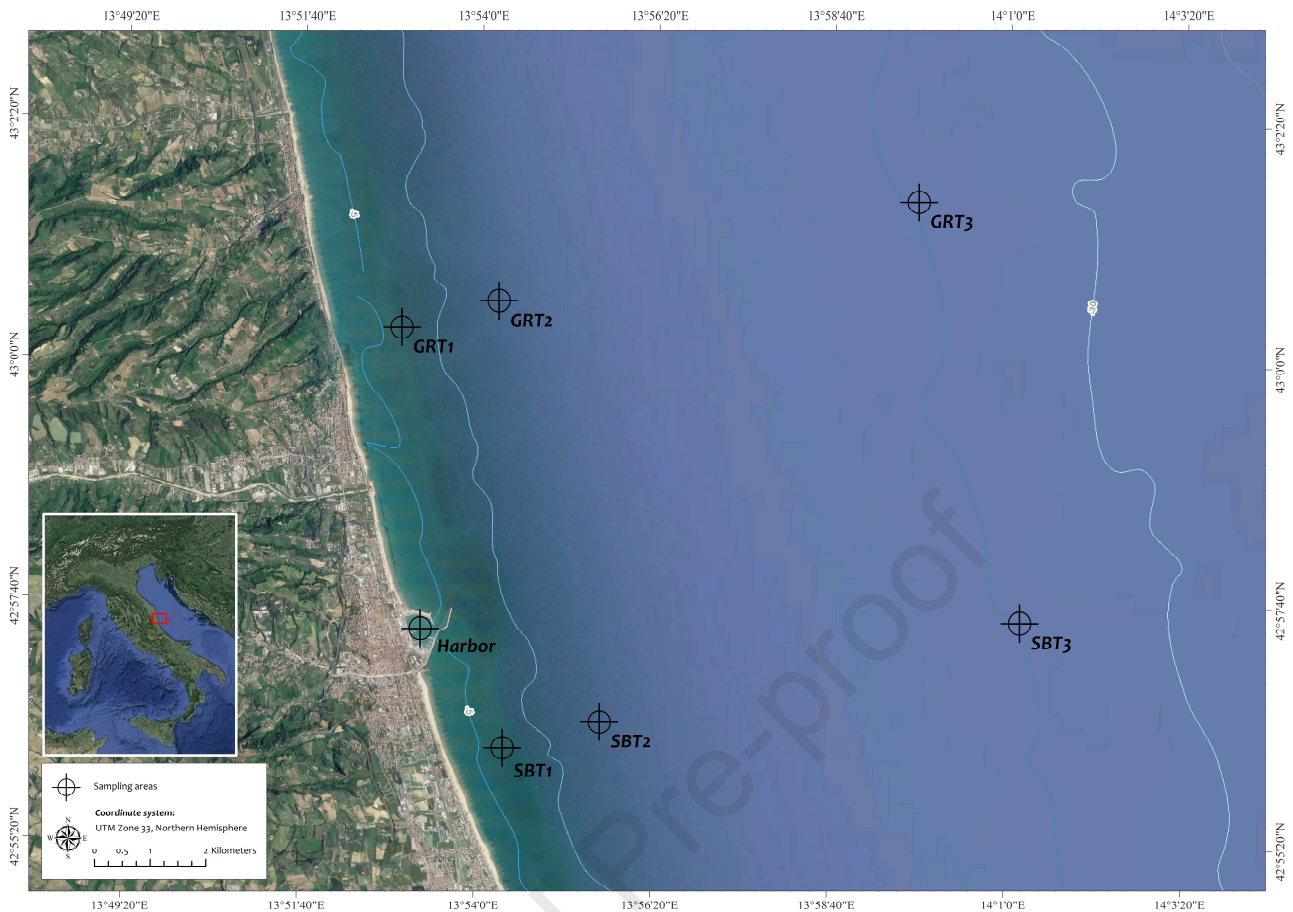 13°49'20"E 13°51'40"E 13°54'0"E 13°56'20"E 13°58'40"E 14°1'0"E 14°3'20"E
43°2'20"N
43°2'20"N
-5
GRT3
GRT2
-20
GRT1
43°0'0"N
43°0'0"N
42°57'40"N
42°57'40"N
Harbor
SBT3
-5
SBT2
SBT1
Pre-proof
Sampling areas
Coordinate system:
UTM Zone 33, Northern Hemisphere
N
W E
S
0 0.5 1 2 Kilometers
42°55'20"N
42°55'20"N
13°49'20"E 13°51'40"E 13°54'0"E 13°56'20"E 13°58'40"E 14°1'0"E 14°3'20"E